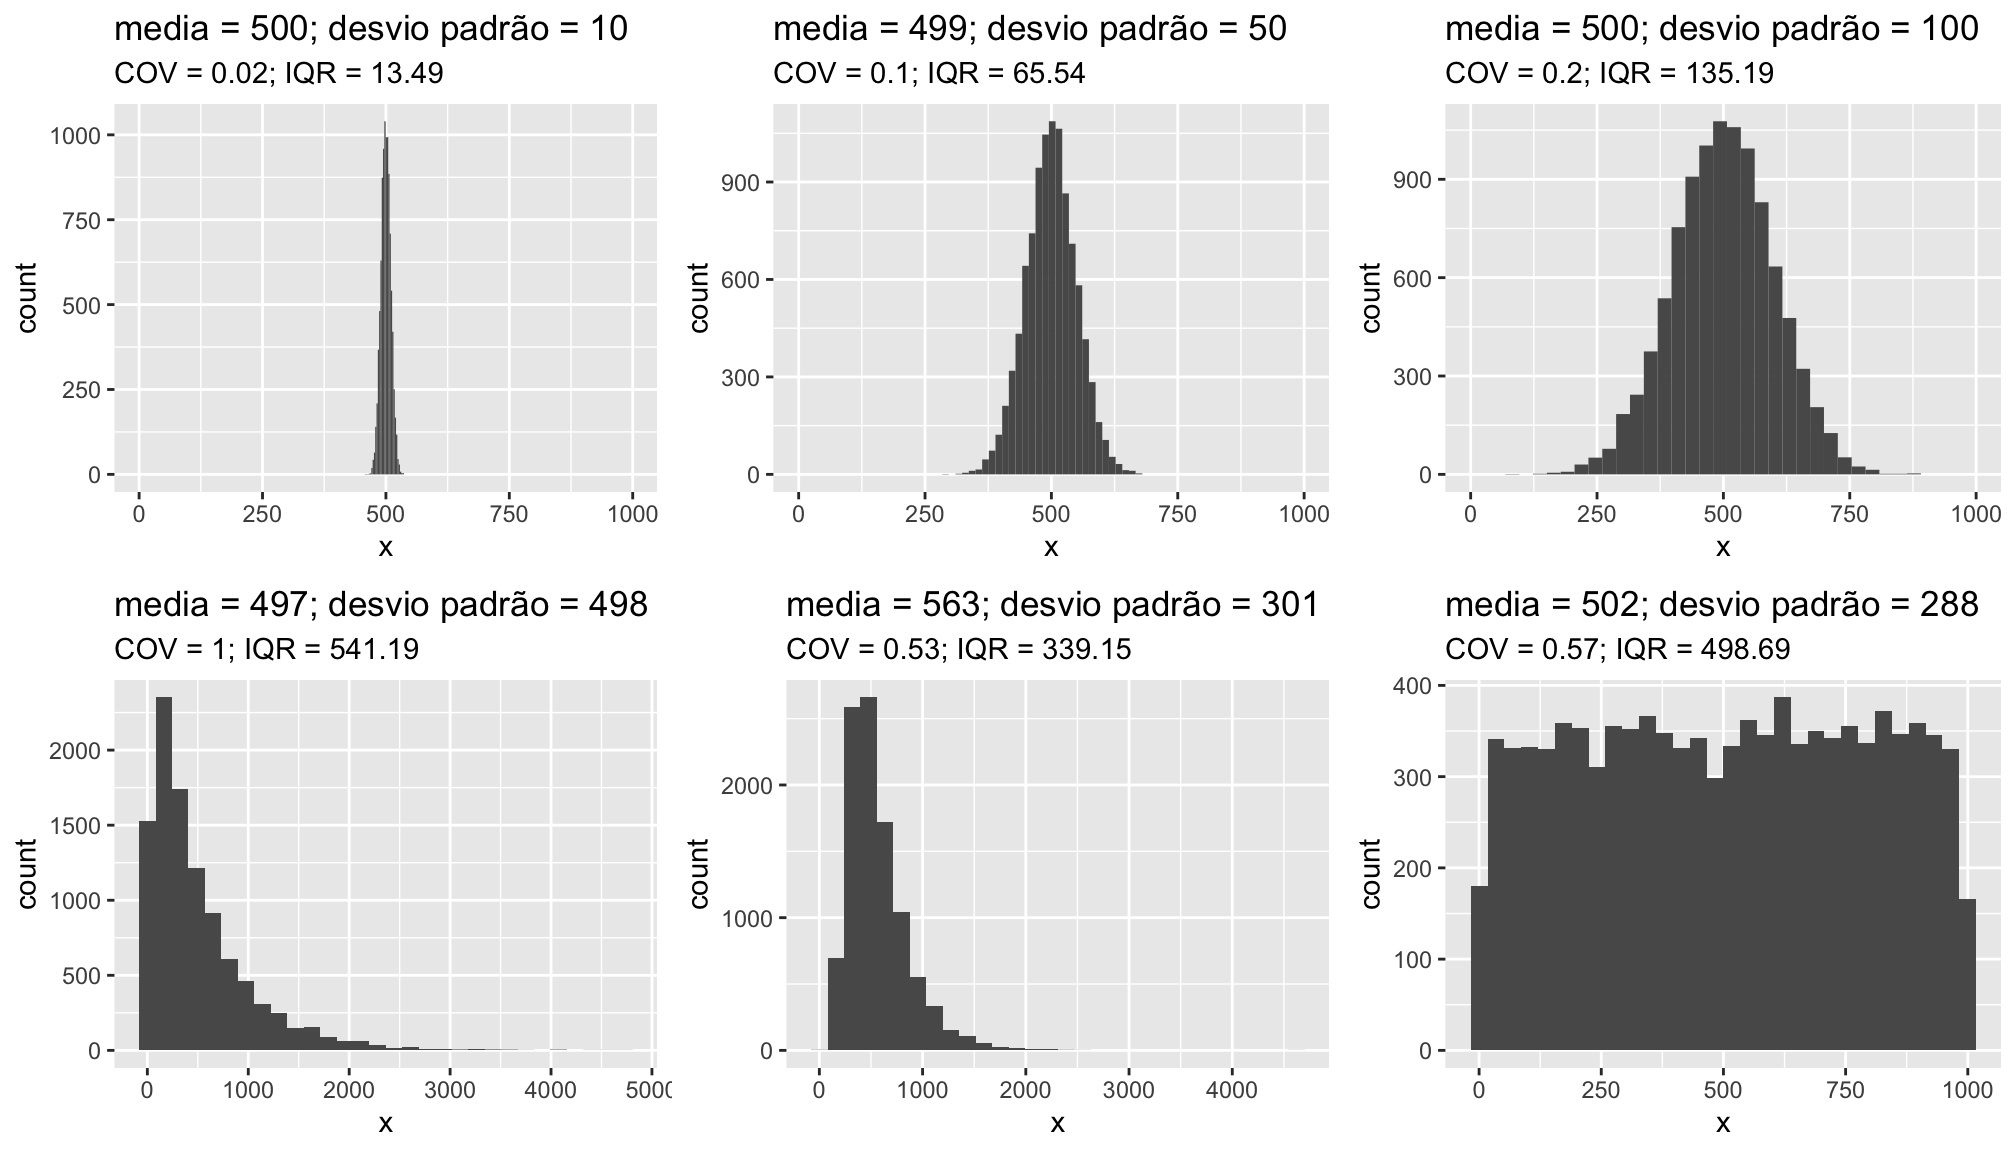 media = 500; desvio padrão = 10
COV = 0.02; IQR = 13.49
count
1000
750
500
250
0
0 250 500 750 1000
x
media = 499; desvio padrão = 50
COV = 0.1; IQR = 65.54
count
900
600
300
0
0 250 500 750 1000
x
media = 500; desvio padrão = 100
COV = 0.2; IQR = 135.19
count
900
600
300
0
0 250 500 750 1000
x
media = 497; desvio padrão = 498
COV = 1; IQR = 541.19
count
2000
1500
1000
500
0
0 1000 2000 3000 4000 5000
x
media = 563; desvio padrão = 301
COV = 0.53; IQR = 339.15
count
2000
1000
0
0 1000 2000 3000 4000
x
media = 502; desvio padrão = 288
COV = 0.57; IQR = 498.69
count
400
300
200
100
0
0 250 500 750 1000
x